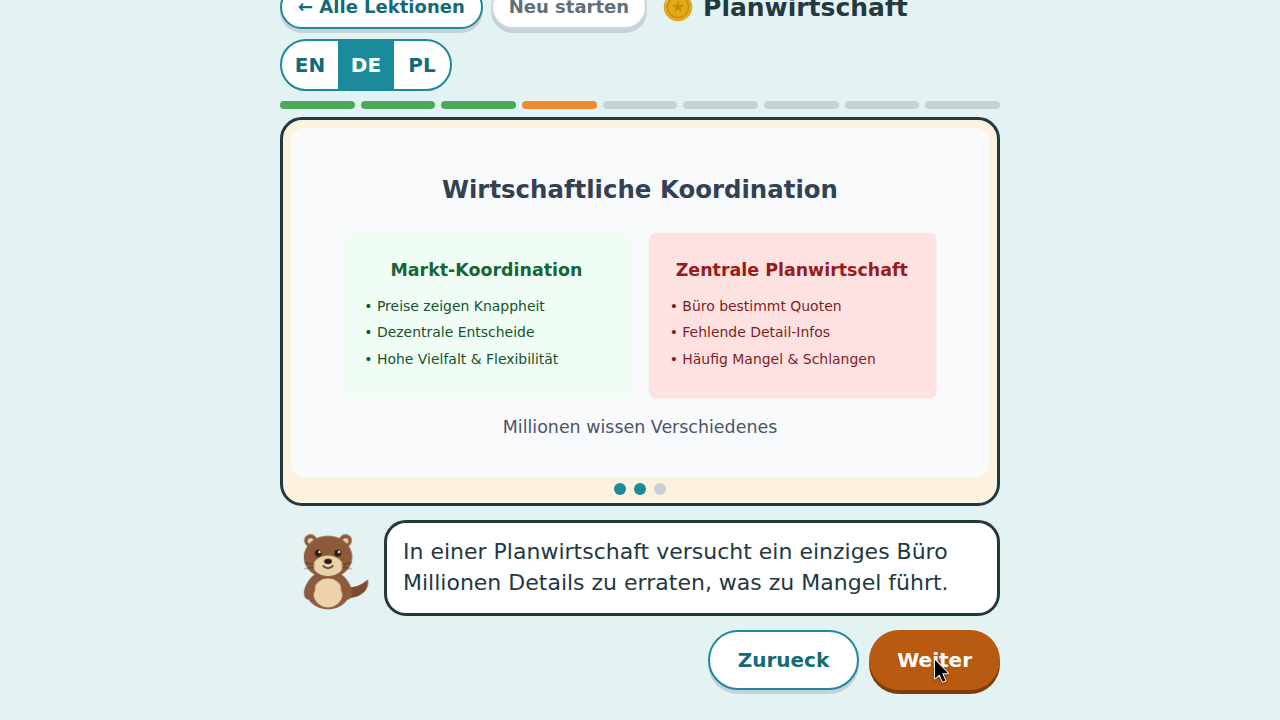 ← Alle Lektionen
Neu starten
Planwirtschaft
EN
DE
PL
Wirtschaftliche Koordination
Markt-Koordination
• Preise zeigen Knappheit
• Dezentrale Entscheide
• Hohe Vielfalt & Flexibilität
Zentrale Planwirtschaft
• Büro bestimmt Quoten
• Fehlende Detail-Infos
• Häufig Mangel & Schlangen
Millionen wissen Verschiedenes
In einer Planwirtschaft versucht ein einziges Büro
Millionen Details zu erraten, was zu Mangel führt.
Zurueck
Weiter